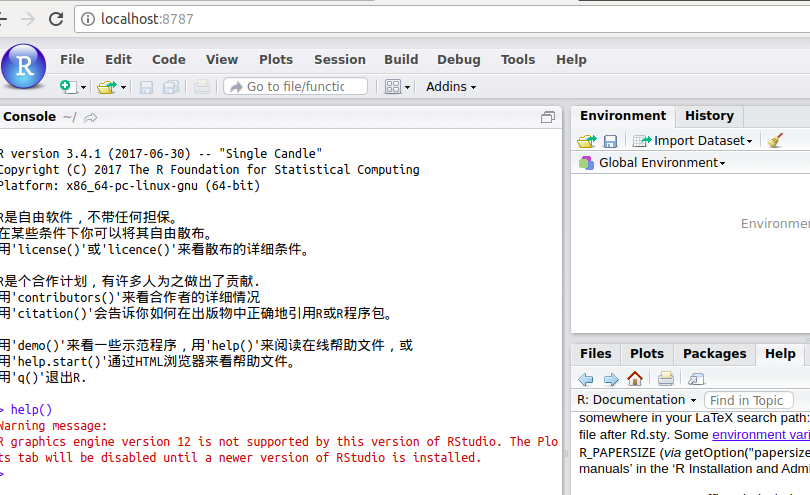 localhost:8787
R
File Edit Code View Plots Session Build Debug Tools Help
Go to file/functic
Addins
Console ~/
R version 3.4.1 (2017-06-30) -- "Single Candle"
Copyright (C) 2017 The R Foundation for Statistical Computing
Platform: x86_64-pc-linux-gnu (64-bit)
R是自由软件，不带任何担保。
在某些条件下你可以将其自由散布。
用'license()'或'licence()'来看散布的详细条件。
R是个合作计划，有许多人为之做出了贡献.
用'contributors()'来看合作者的详细情况
用'citation()'会告诉你如何在出版物中正确地引用R或R程序包。
用'demo()'来看一些示范程序，用'help()'来阅读在线帮助文件，或
用'help.start()'通过HTML浏览器来看帮助文件。
用'q()'退出R.
> help()
Warning message:
R graphics engine version 12 is not supported by this version of RStudio. The Plo
ts tab will be disabled until a newer version of RStudio is installed.
>
Environment History
Import Dataset
Global Environment
Environmen
Files Plots Packages Help
R: Documentation Find in Topic
somewhere in your LaTeX search path:
file after Rd.sty. Some environment vari
R_PAPERSIZE (via getOption("papersize
manuals’ in the ‘R Installation and Admi